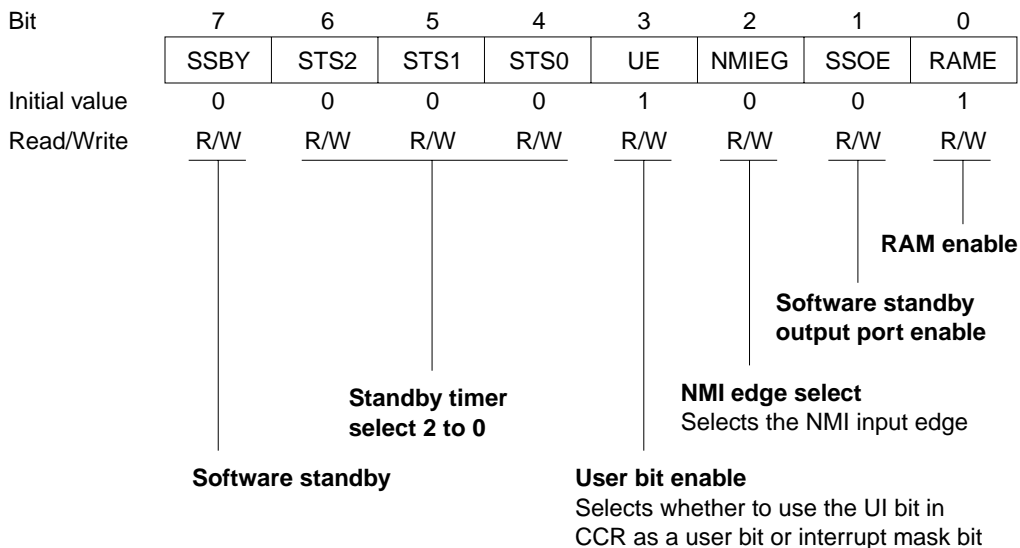 Bit 7 6 5 4 3 2 1 0
SSBY STS2 STS1 STS0 UE NMIEG SSOE RAME
Initial value 0 0 0 0 1 0 0 1
Read/Write R/W R/W R/W R/W R/W R/W R/W R/W
RAM enable
Software standby
output port enable
NMI edge select
Selects the NMI input edge
Standby timer
select 2 to 0
Software standby
User bit enable
Selects whether to use the UI bit in
CCR as a user bit or interrupt mask bit